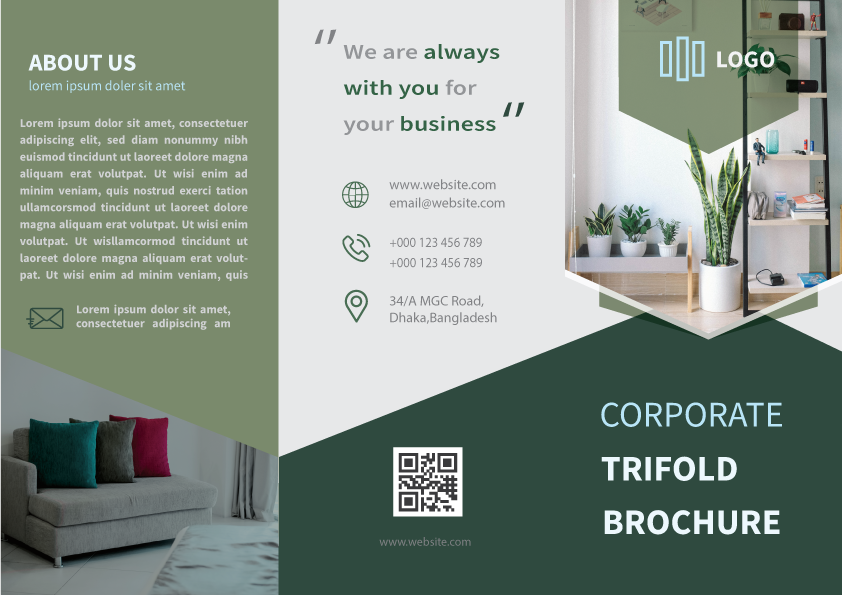 ABOUT US
lorem ipsum doler sit amet
Lorem ipsum dolor sit amet, consectetuer
adipiscing elit, sed diam nonummy nibh
euismod tincidunt ut laoreet dolore magna
aliquam erat volutpat. Ut wisi enim ad
minim veniam, quis nostrud exerci tation
ullamcorsmod tincidunt ut laoreet dolore
magna aliquam erat volutpat. Ut wisi enim
volutpat. Ut wisllamcormod tincidunt ut
laoreet dolore magna aliquam erat volut-
pat. Ut wisi enim ad minim veniam, quis
Lorem ipsum dolor sit amet,
consectetuer adipiscing am
"We are always
with you for
your business"
www.website.com
email@website.com
+000 123 456 789
+000 123 456 789
34/A MGC Road,
Dhaka,Bangladesh
www.website.com
LOGO
CORPORATE
TRIFOLD
BROCHURE